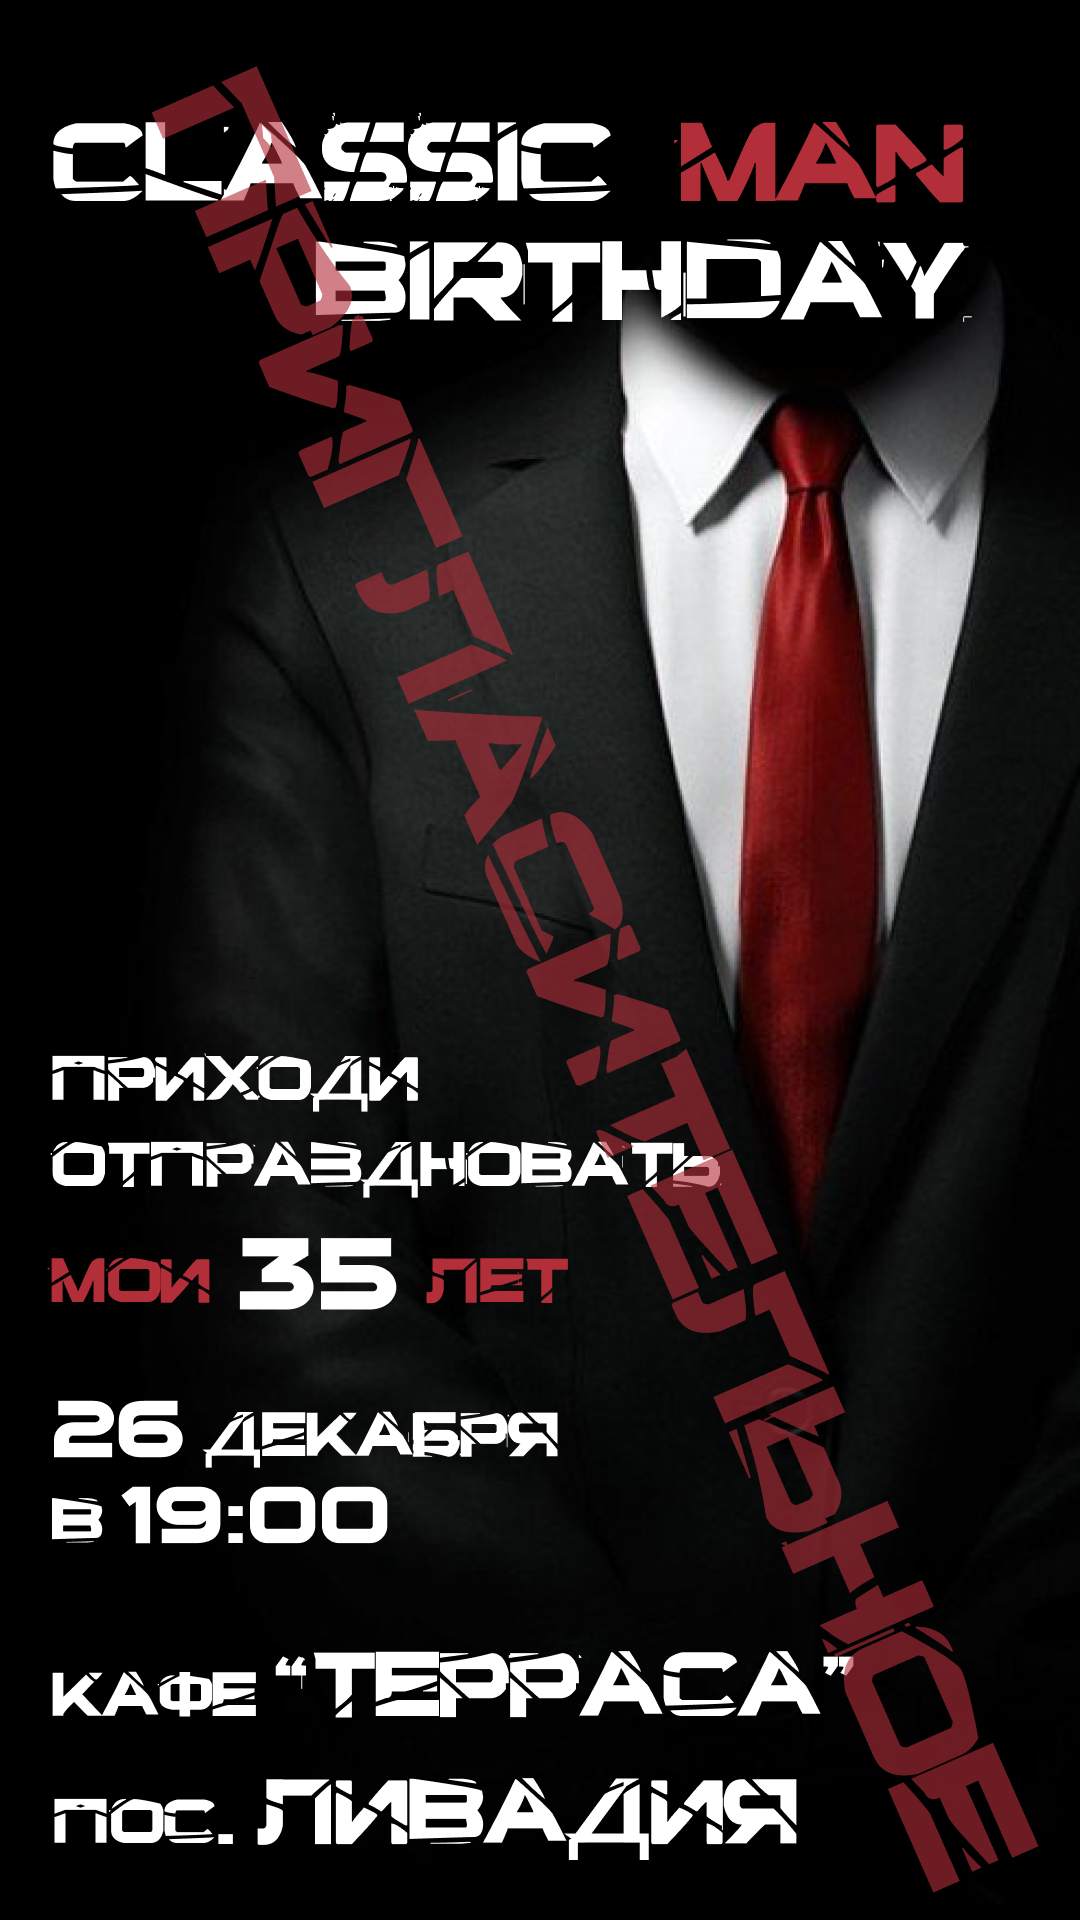 CLASSIC MAN
BIRTHDAY
ПРИГЛАСИТЕЛЬНОЕ
ПРИХОДИ
ОТПРАЗДНОВАТЬ
МОИ 35 ЛЕТ
26 ДЕКАБРЯ
В 19:00
КАФЕ “ТЕРРАСА”
ПОС. ЛИВАДИЯ